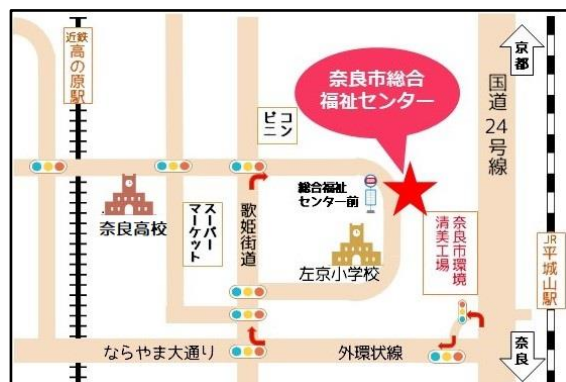 近鉄
高の原駅
コンビニ
奈良市総合
福祉センター
国道24号線
京都
奈良高校
スーパー
マーケット
歌姫街道
総合福祉
センター前
左京小学校
奈良市環境
清美工場
JR
平城山駅
ならやま大通り
外環状線
奈良